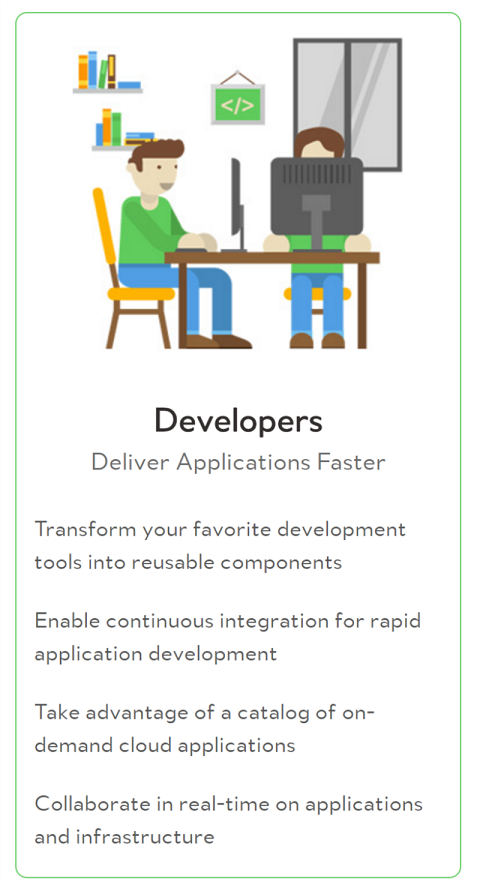 </>
Developers
Deliver Applications Faster
Transform your favorite development
tools into reusable components
Enable continuous integration for rapid
application development
Take advantage of a catalog of on-
demand cloud applications
Collaborate in real-time on applications
and infrastructure